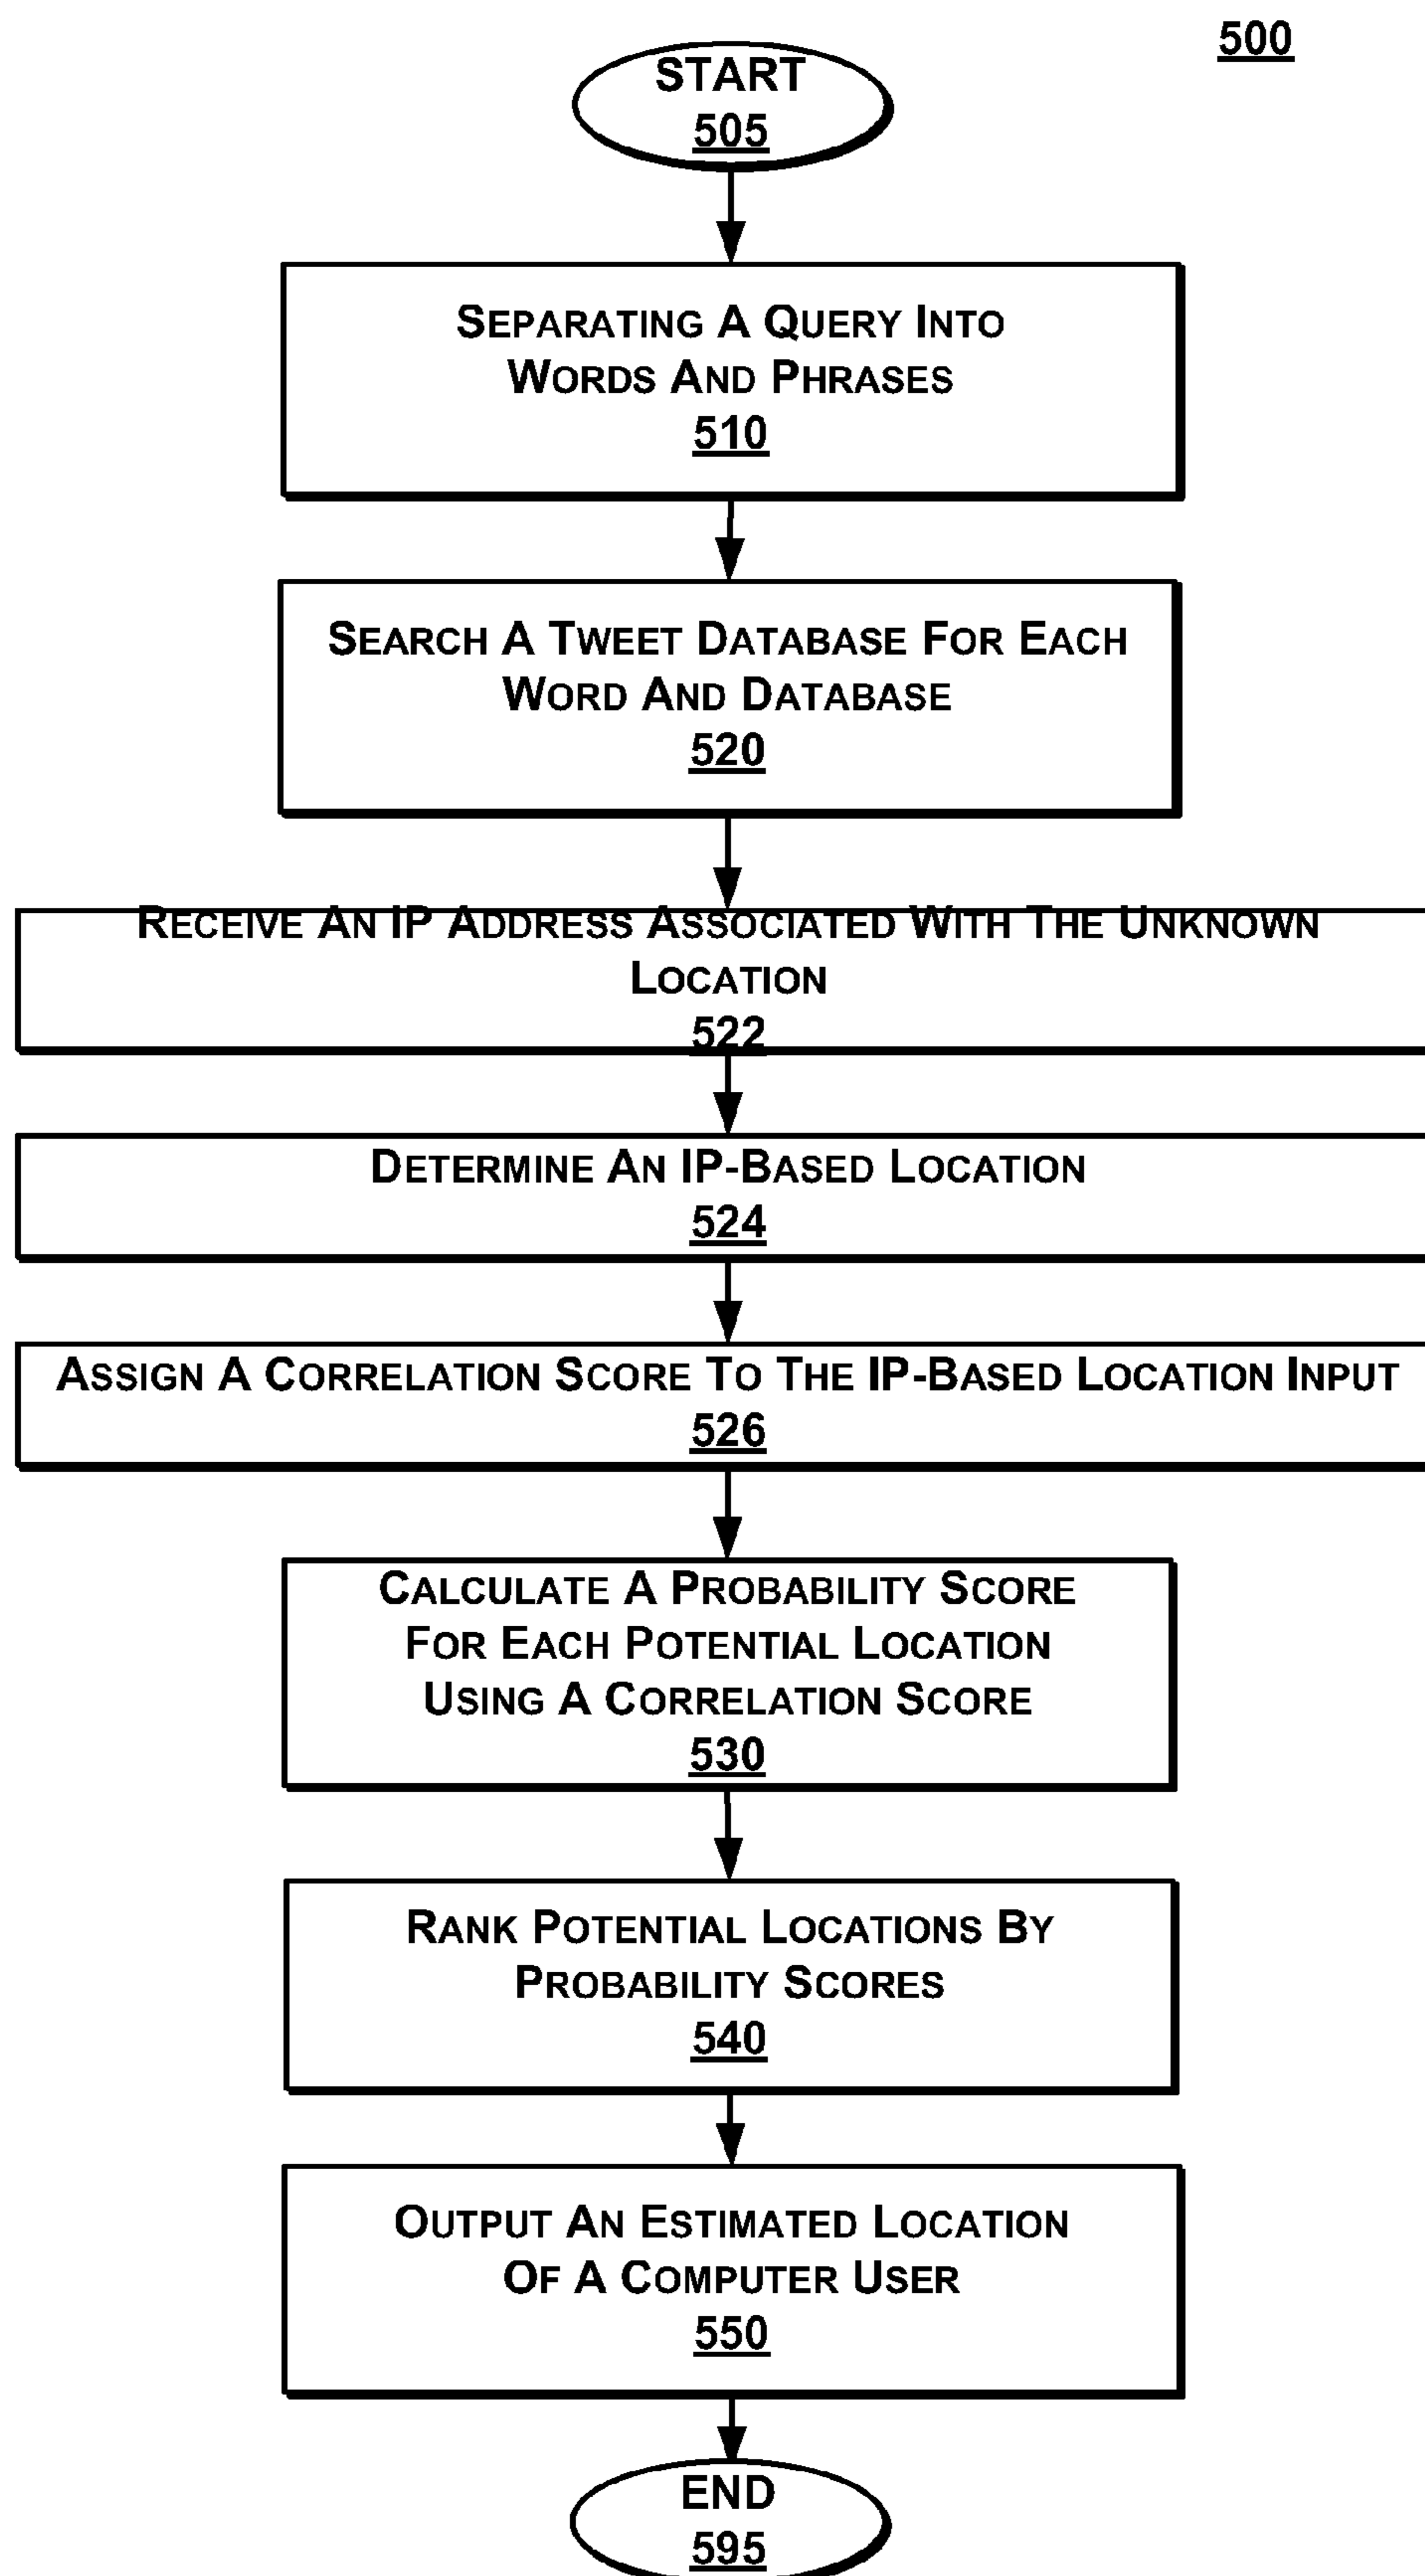 500
START
505
SEPARATING A QUERY INTO
WORDS AND PHRASES
510
SEARCH A TWEET DATABASE FOR EACH
WORD AND DATABASE
520
RECEIVE AN IP ADDRESS ASSOCIATED WITH THE UNKNOWN
LOCATION
522
DETERMINE AN IP-BASED LOCATION
524
ASSIGN A CORRELATION SCORE TO THE IP-BASED LOCATION INPUT
526
CALCULATE A PROBABILITY SCORE
FOR EACH POTENTIAL LOCATION
USING A CORRELATION SCORE
530
RANK POTENTIAL LOCATIONS BY
PROBABILITY SCORES
540
OUTPUT AN ESTIMATED LOCATION
OF A COMPUTER USER
550
END
595